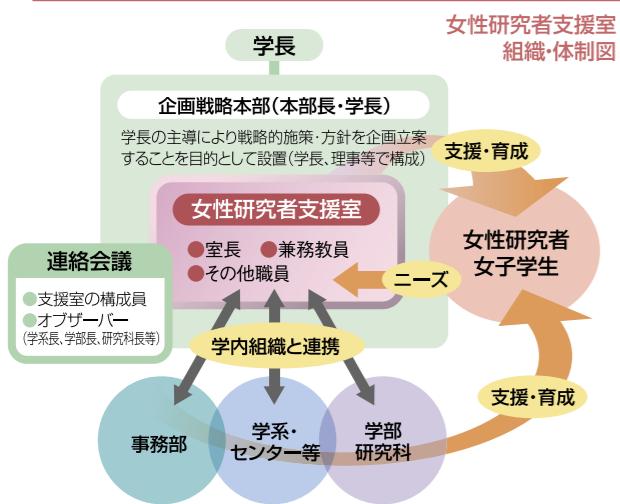 女性研究者支援室
組織・体制図
学長
企画戦略本部(本部長・学長)
学長の主導により戦略的施策・方針を企画立案
することを目的として設置(学長、理事等で構成)
支援・育成
女性研究者支援室
●室長 ●兼務教員
●その他職員
女性研究者
女子学生
ニーズ
連絡会議
●支援室の構成員
●オブザーバー
(学系長、学部長、研究科長等)
学内組織と連携
支援・育成
事務部
学系・
センター等
学部
研究科